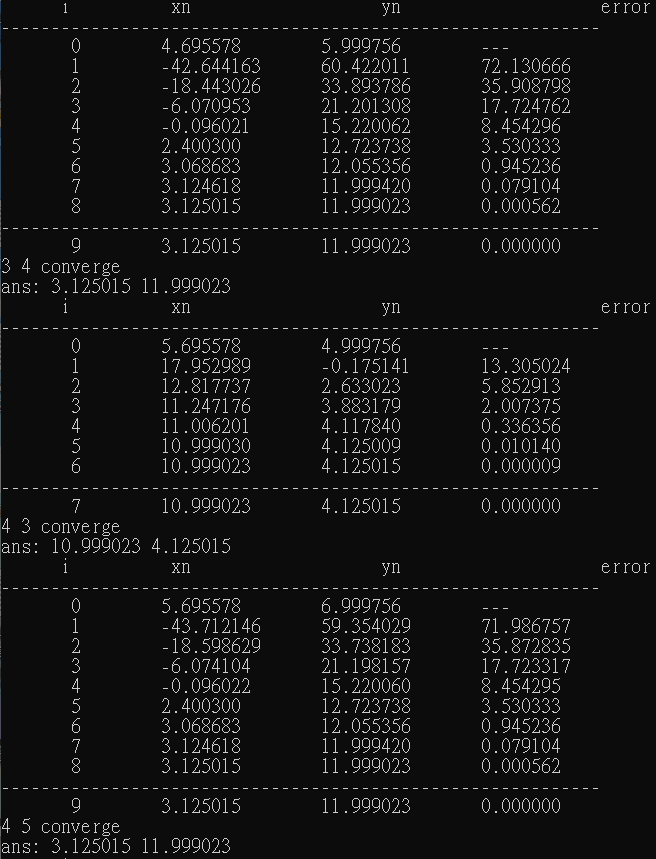 i xn yn error
------------------------------------------------------------
0 4.695578 5.999756 ---
1 -42.644163 60.422011 72.130666
2 -18.443026 33.893786 35.908798
3 -6.070953 21.201308 17.724762
4 -0.096021 15.220062 8.454296
5 2.400300 12.723738 3.530333
6 3.068683 12.055356 0.945236
7 3.124618 11.999420 0.079104
8 3.125015 11.999023 0.000562
------------------------------------------------------------
9 3.125015 11.999023 0.000000
3 4 converge
ans: 3.125015 11.999023
i xn yn error
------------------------------------------------------------
0 5.695578 4.999756 ---
1 17.952989 -0.175141 13.305024
2 12.817737 2.633023 5.852913
3 11.247176 3.883179 2.007375
4 11.006201 4.117840 0.336356
5 10.999030 4.125009 0.010140
6 10.999023 4.125015 0.000009
------------------------------------------------------------
7 10.999023 4.125015 0.000000
4 3 converge
ans: 10.999023 4.125015
i xn yn error
------------------------------------------------------------
0 5.695578 6.999756 ---
1 -43.712146 59.354029 71.986757
2 -18.598629 33.738183 35.872835
3 -6.074104 21.198157 17.723317
4 -0.096022 15.220060 8.454295
5 2.400300 12.723738 3.530333
6 3.068683 12.055356 0.945236
7 3.124618 11.999420 0.079104
8 3.125015 11.999023 0.000562
------------------------------------------------------------
9 3.125015 11.999023 0.000000
4 5 converge
ans: 3.125015 11.999023